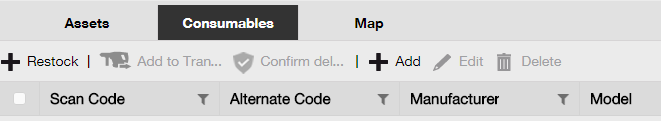 Assets Consumables Map
Restock | Add to Tran... Confirm del... | Add Edit Delete
Scan Code Alternate Code Manufacturer Model